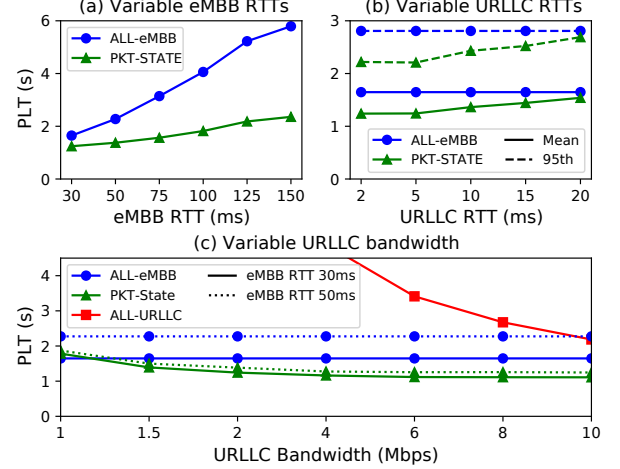 (a) Variable eMBB RTTs
PLT (s)
6
4
2
0
ALL-eMBB
PKT-STATE
30 50 75 100 125 150
eMBB RTT (ms)
(b) Variable URLLC RTTs
3
2
1
0
ALL-eMBB
PKT-STATE
Mean
95th
2 5 10 15 20
URLLC RTT (ms)
(c) Variable URLLC bandwidth
PLT (s)
4
3
2
1
0
ALL-eMBB
PKT-State
ALL-URLLC
eMBB RTT 30ms
eMBB RTT 50ms
1 1.5 2 4 6 8 10
URLLC Bandwidth (Mbps)